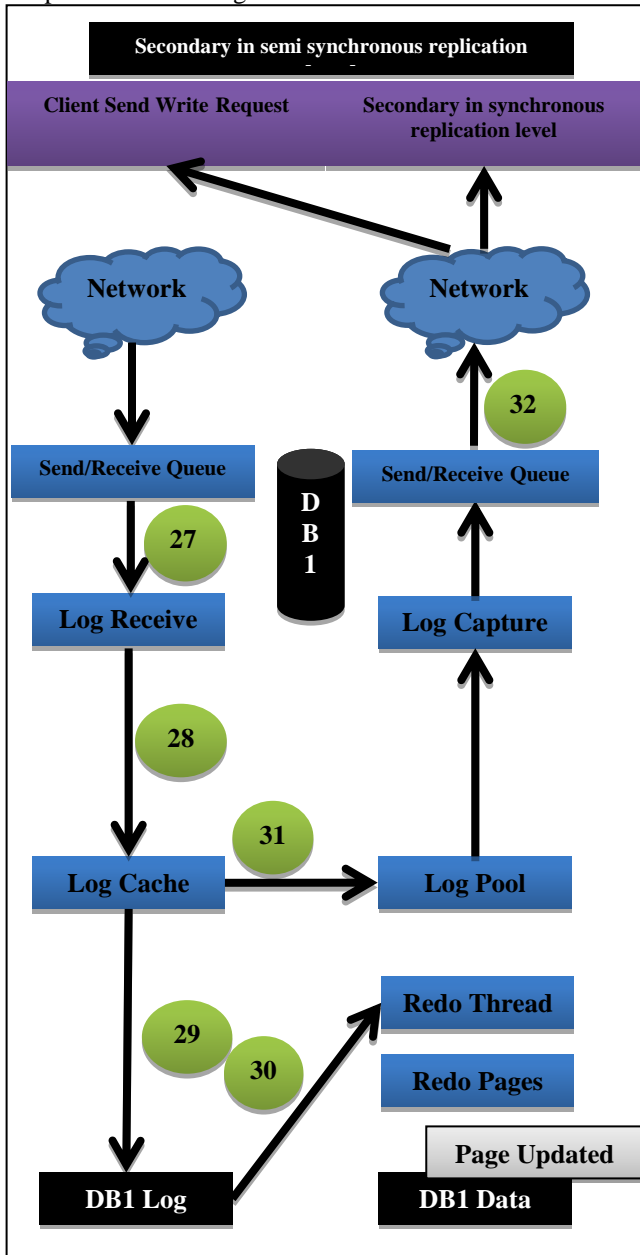 Secondary in semi synchronous replication
Client Send Write Request
Secondary in synchronous
replication level
Network
Network
32
Send/Receive Queue
D
B
1
Send/Receive Queue
27
Log Receive
Log Capture
28
31
Log Cache
Log Pool
Redo Thread
29
30
Redo Pages
Page Updated
DB1 Log
DB1 Data